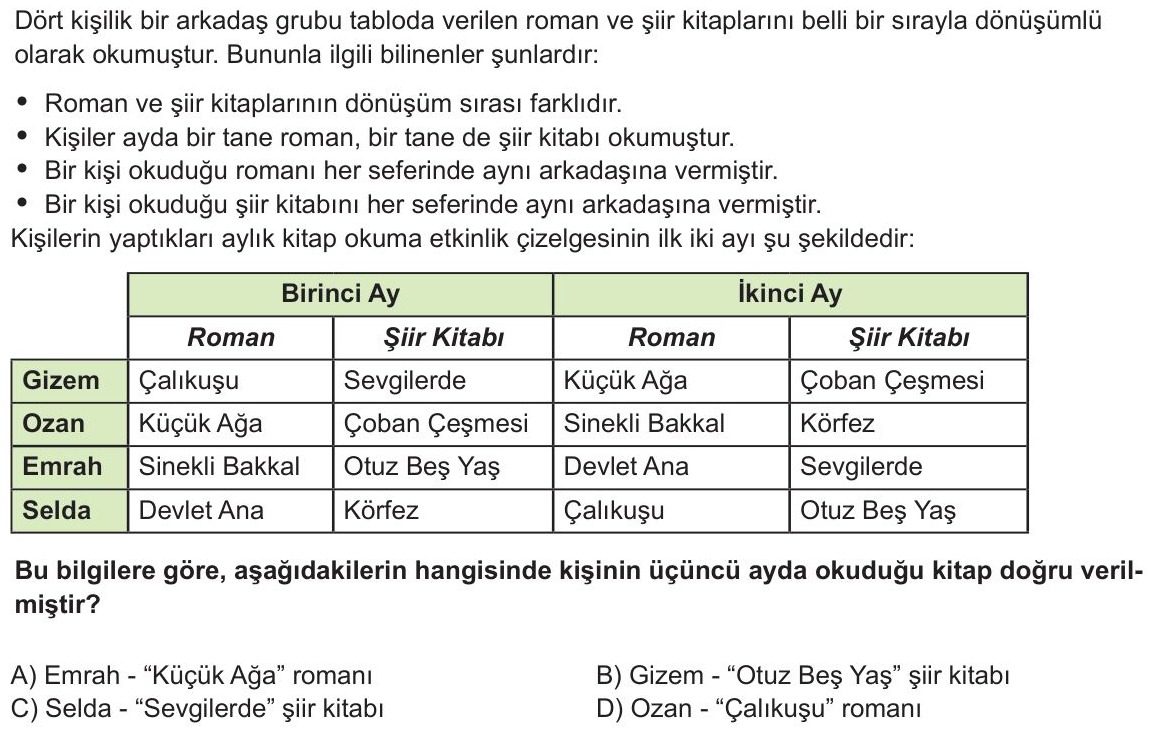 Dört kişilik bir arkadaş grubu tabloda verilen roman ve şiir kitaplarını belli bir sırayla dönüşümlü
olarak okumuştur. Bununla ilgili bilinenler şunlardır:
• Roman ve şiir kitaplarının dönüşüm sırası farklıdır.
• Kişiler ayda bir tane roman, bir tane de şiir kitabı okumuştur.
• Bir kişi okuduğu romanı her seferinde aynı arkadaşına vermiştir.
• Bir kişi okuduğu şiir kitabını her seferinde aynı arkadaşına vermiştir.
Kişilerin yaptıkları aylık kitap okuma etkinlik çizelgesinin ilk iki ayı şu şekildedir:
Birinci Ay İkinci Ay
Roman Şiir Kitabı Roman Şiir Kitabı
Gizem Çalıkuşu Sevgilerde Küçük Ağa Çoban Çeşmesi
Ozan Küçük Ağa Çoban Çeşmesi Sinekli Bakkal Körfez
Emrah Sinekli Bakkal Otuz Beş Yaş Devlet Ana Sevgilerde
Selda Devlet Ana Körfez Çalıkuşu Otuz Beş Yaş
Bu bilgilere göre, aşağıdakilerin hangisinde kişinin üçüncü ayda okuduğu kitap doğru veril-
miştir?
A) Emrah - “Küçük Ağa” romanı B) Gizem - “Otuz Beş Yaş” şiir kitabı
C) Selda - “Sevgilerde” şiir kitabı D) Ozan - “Çalıkuşu” romanı